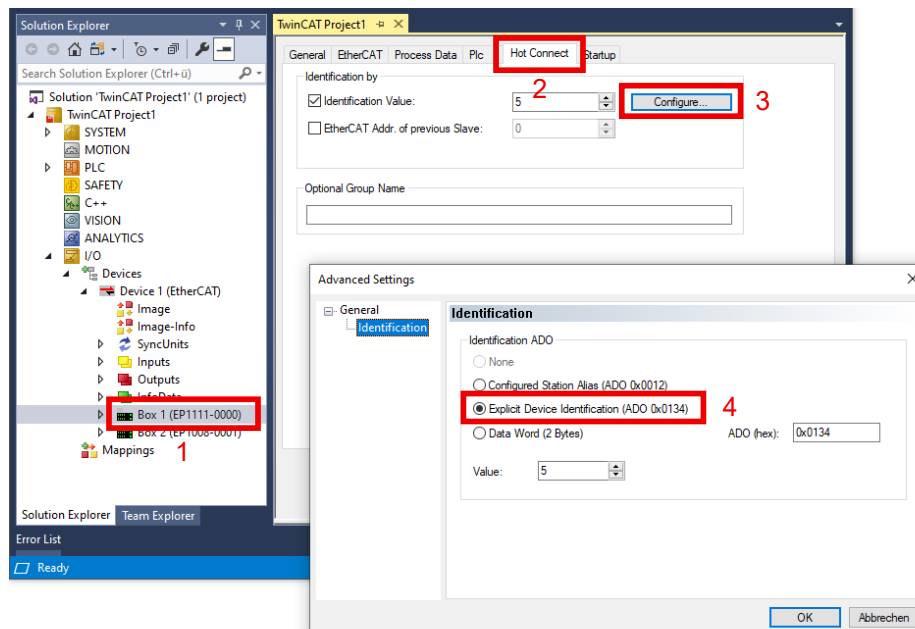 Solution Explorer
Search Solution Explorer (Ctrl+ü)
Solution 'TwinCAT Project1' (1 project)
TwinCAT Project1
SYSTEM
MOTION
PLC
SAFETY
C++
VISION
ANALYTICS
I/O
Devices
Device 1 (EtherCAT)
Image
Image-Info
SyncUnits
Inputs
Outputs
InfoData
Box 1 (EP1111-0000)
Box 2 (EP1008-0001)
Mappings
1
Solution Explorer Team Explorer
Error List
Ready
TwinCAT Project1
General EtherCAT Process Data Plc Hot Connect Startup
2
Identification by
Identification Value: 5 Configure... 3
EtherCAT Addr. of previous Slave: 0
Optional Group Name
Advanced Settings
General
Identification
Identification
Identification ADO
None
Configured Station Alias (ADO 0x0012)
Explicit Device Identification (ADO 0x0134) 4
Data Word (2 Bytes) ADO (hex): 0x0134
Value: 5
OK Abbrechen